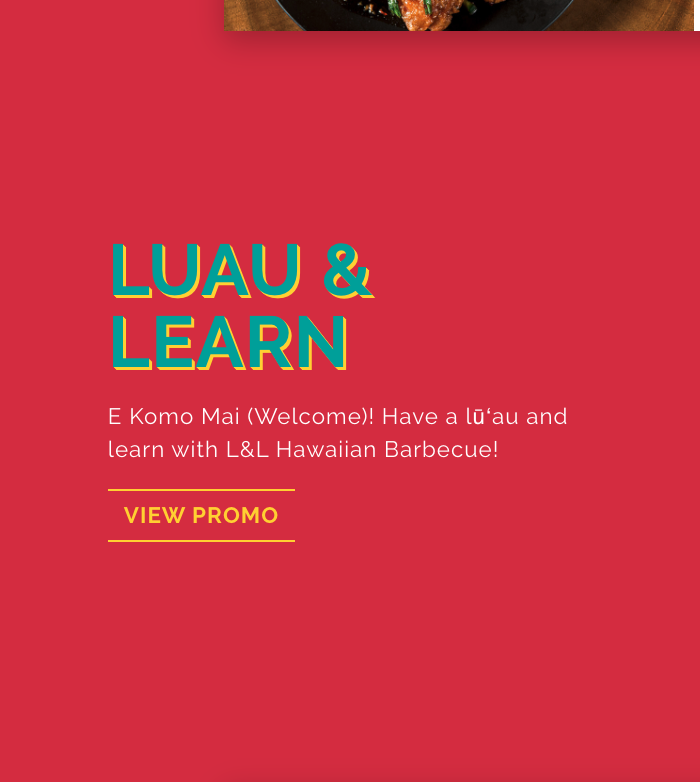 LUAU &
LEARN
E Komo Mai (Welcome)! Have a lūʻau and
learn with L&L Hawaiian Barbecue!
VIEW PROMO